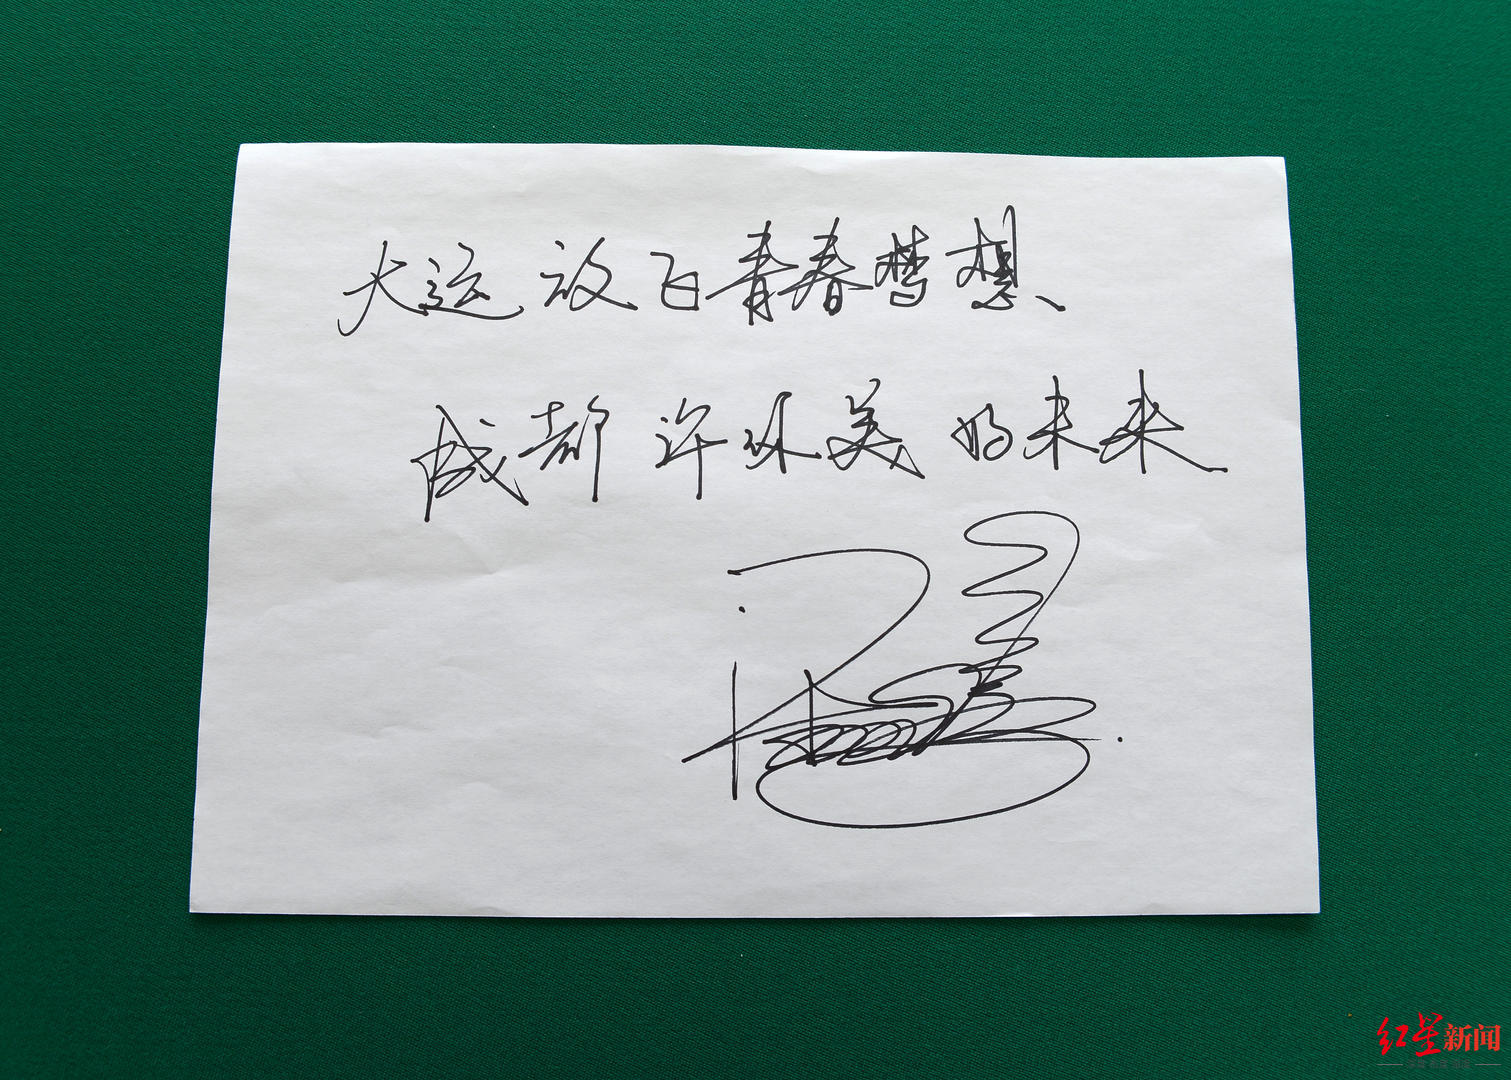 大运 放飞青春梦想、
成都 许你美好未来
红星新闻